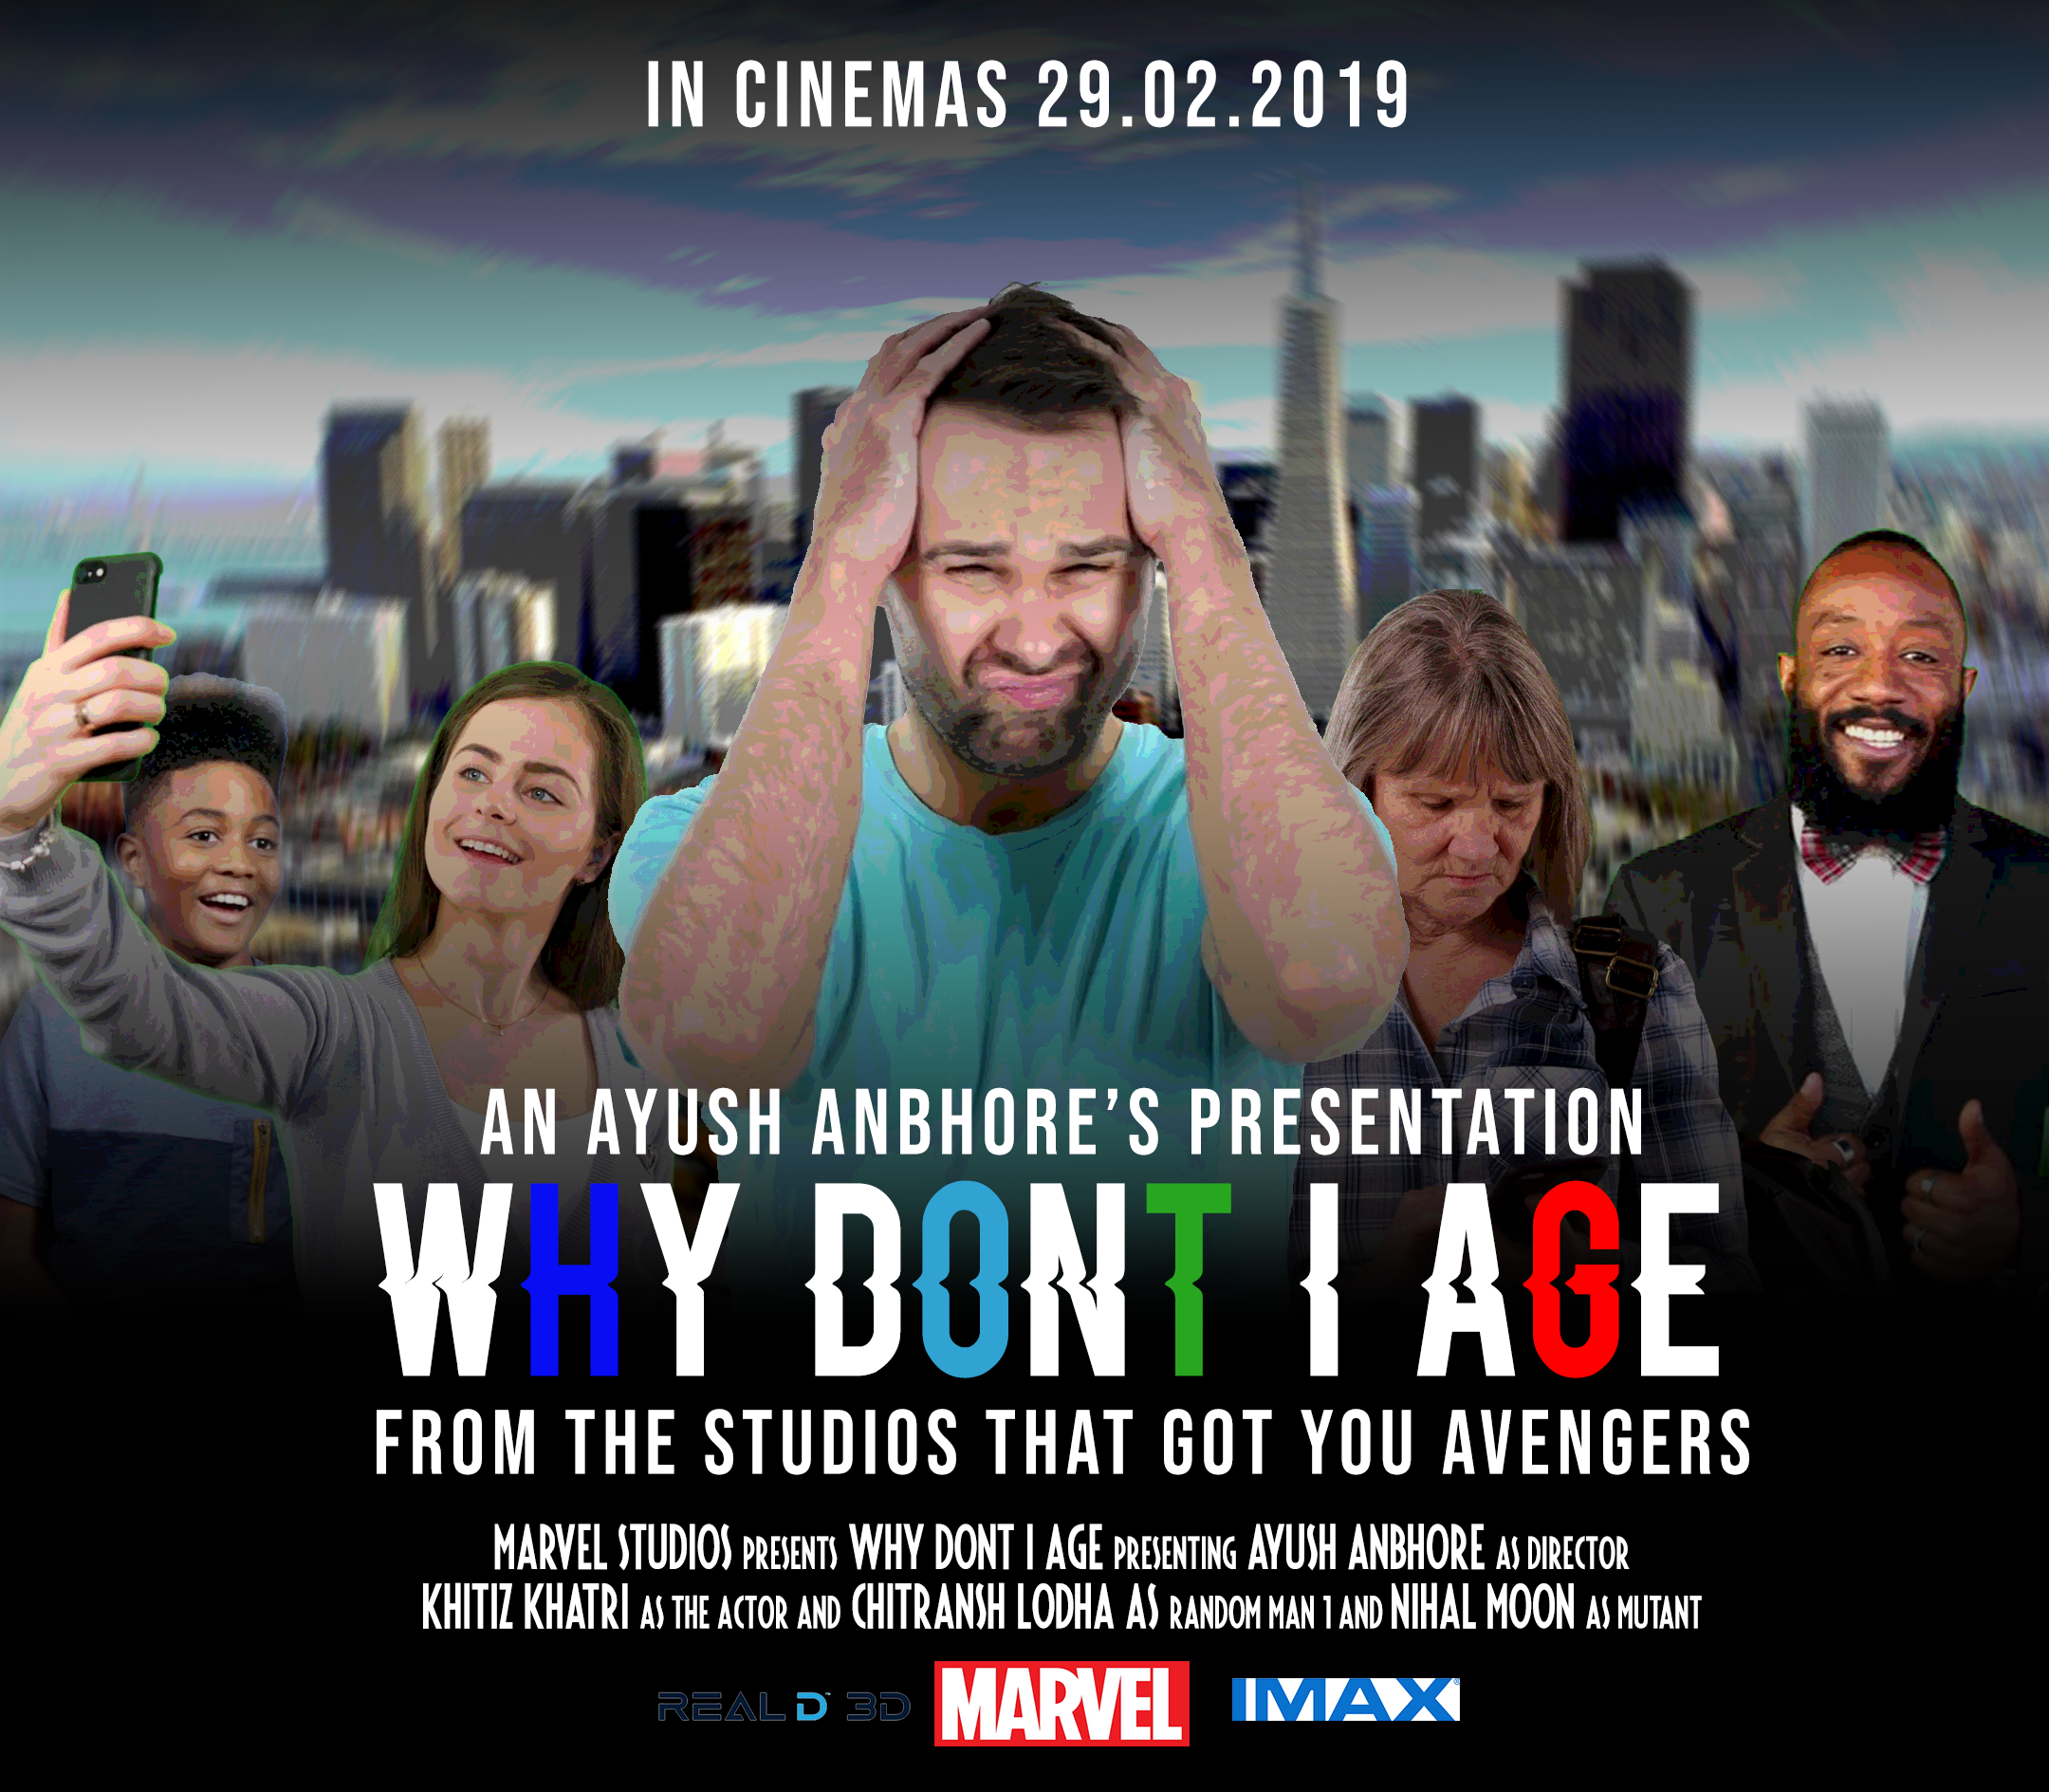 IN CINEMAS 29.02.2019
AN AYUSH ANBHORE'S PRESENTATION
WHY DONT I AGE
FROM THE STUDIOS THAT GOT YOU AVENGERS
MARVEL STUDIOS PRESENTS WHY DONT I AGE PRESENTING AYUSH ANBHORE AS DIRECTOR
KHITIZ KHATRI AS THE ACTOR AND CHITRANSH LODHA AS RANDOM MAN 1 AND NIHAL MOON AS MUTANT
REAL D™ 3D MARVEL IMAX®